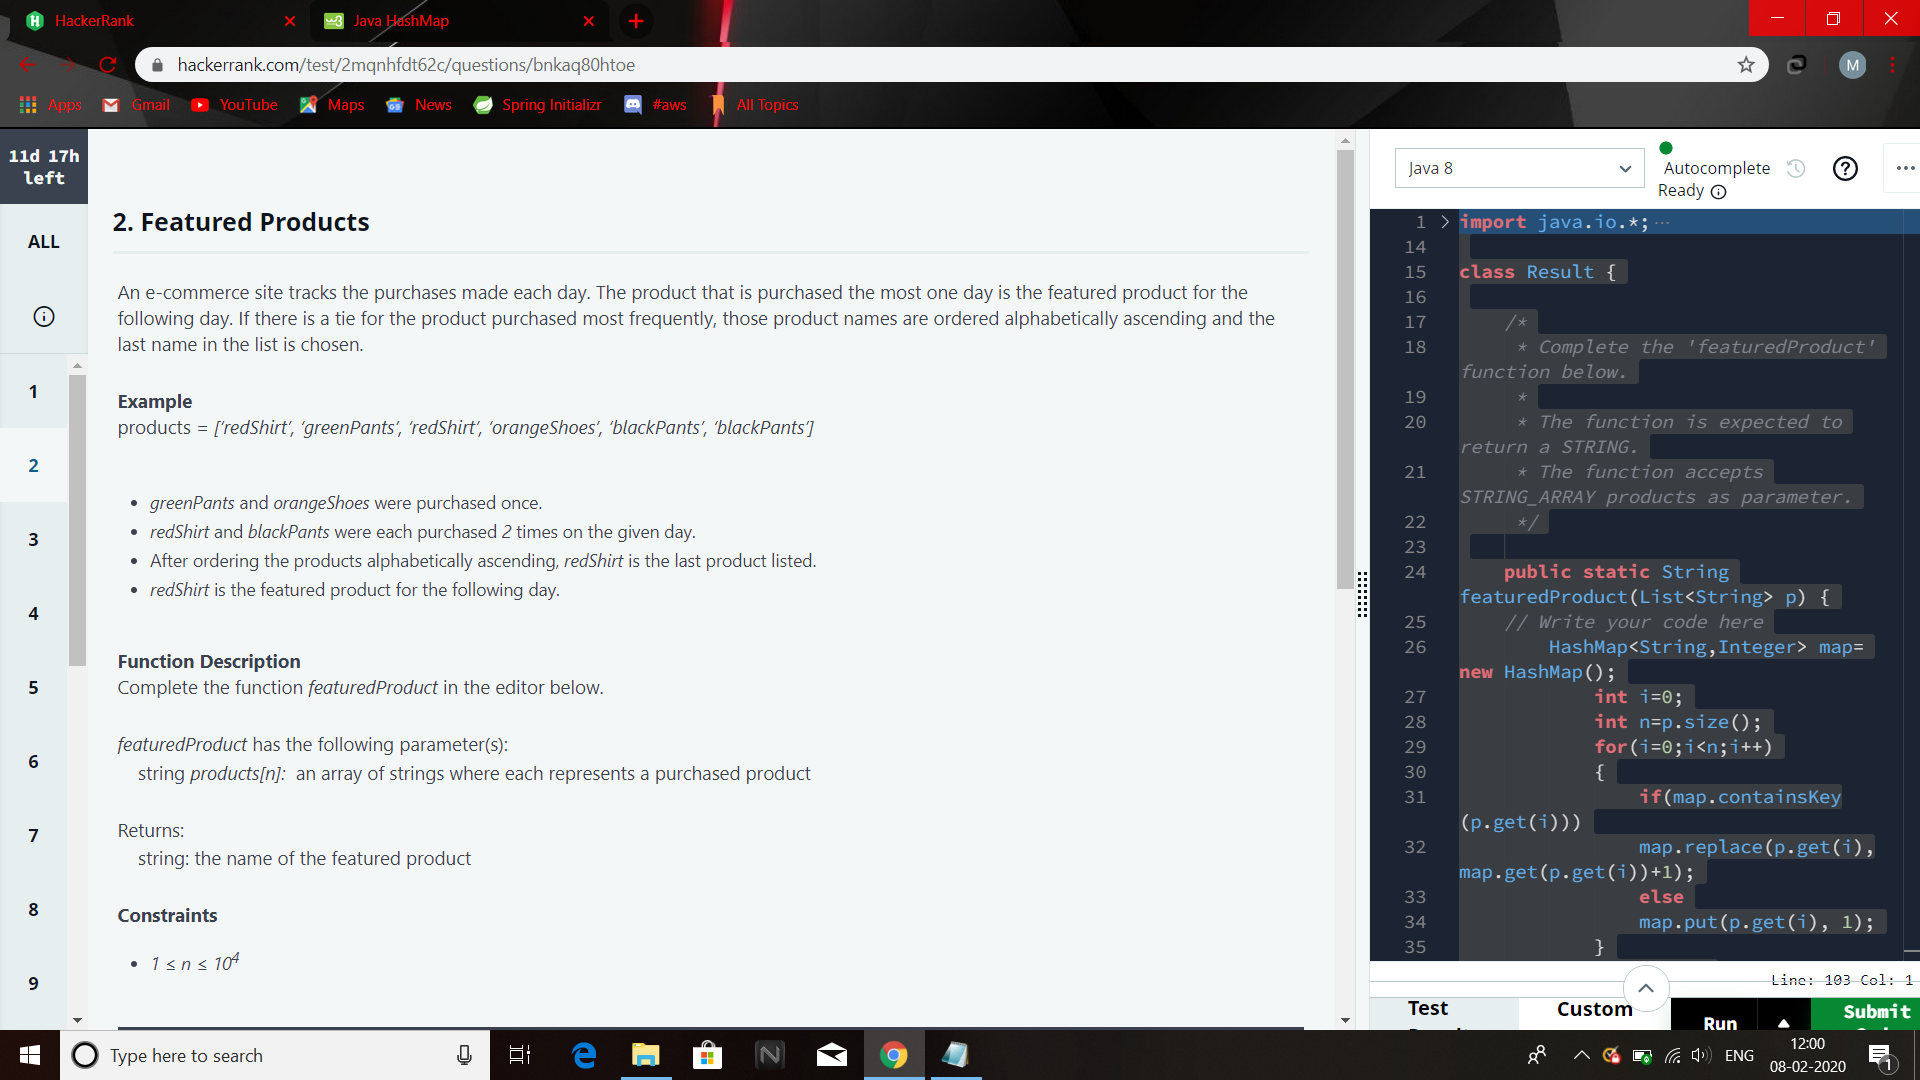 HackerRank
Java HashMap
hackerrank.com/test/2mqnhfdt62c/questions/bnkaq80htoe
M
Apps
Gmail
YouTube
Maps
News
Spring Initializr
#aws
All Topics
11d 17h
left
ALL
1
2
3
4
5
6
7
8
9
2. Featured Products
An e-commerce site tracks the purchases made each day. The product that is purchased the most one day is the featured product for the
following day. If there is a tie for the product purchased most frequently, those product names are ordered alphabetically ascending and the
last name in the list is chosen.
Example
products = ['redShirt', 'greenPants', 'redShirt', 'orangeShoes', 'blackPants', 'blackPants']
• greenPants and orangeShoes were purchased once.
• redShirt and blackPants were each purchased 2 times on the given day.
• After ordering the products alphabetically ascending, redShirt is the last product listed.
• redShirt is the featured product for the following day.
Function Description
Complete the function featuredProduct in the editor below.
featuredProduct has the following parameter(s):
string products[n]: an array of strings where each represents a purchased product
Returns:
string: the name of the featured product
Constraints
• 1 ≤ n ≤ 10^4
Java 8
Autocomplete
Ready
1 import java.io.*;
14
15 class Result {
16
17 /*
18 * Complete the 'featuredProduct'
function below.
19 *
20 * The function is expected to
return a STRING.
21 * The function accepts
STRING_ARRAY products as parameter.
22 */
23
24 public static String
featuredProduct(List<String> p) {
25 // Write your code here
26 HashMap<String,Integer> map=
new HashMap();
27 int i=0;
28 int n=p.size();
29 for(i=0;i<n;i++)
30 {
31 if(map.containsKey
(p.get(i)))
32 map.replace(p.get(i),
map.get(p.get(i))+1);
33 else
34 map.put(p.get(i), 1);
35 }
Line: 103 Col: 1
Test
Custom
Run
Submit
Type here to search
ENG
12:00
08-02-2020
1